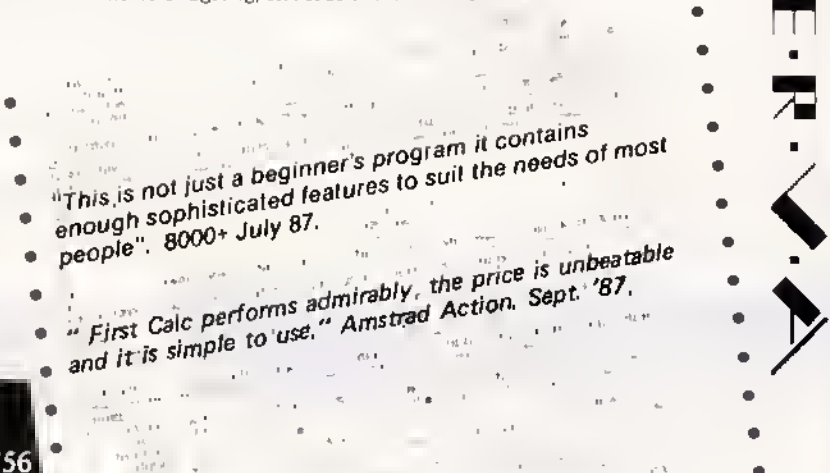 "This is not just a beginner's program it contains
enough sophisticated features to suit the needs of most
people". 8000+ July 87.
" First Calc performs admirably, the price is unbeatable
and it is simple to use." Amstrad Action. Sept. '87.
56
E·R·V·A